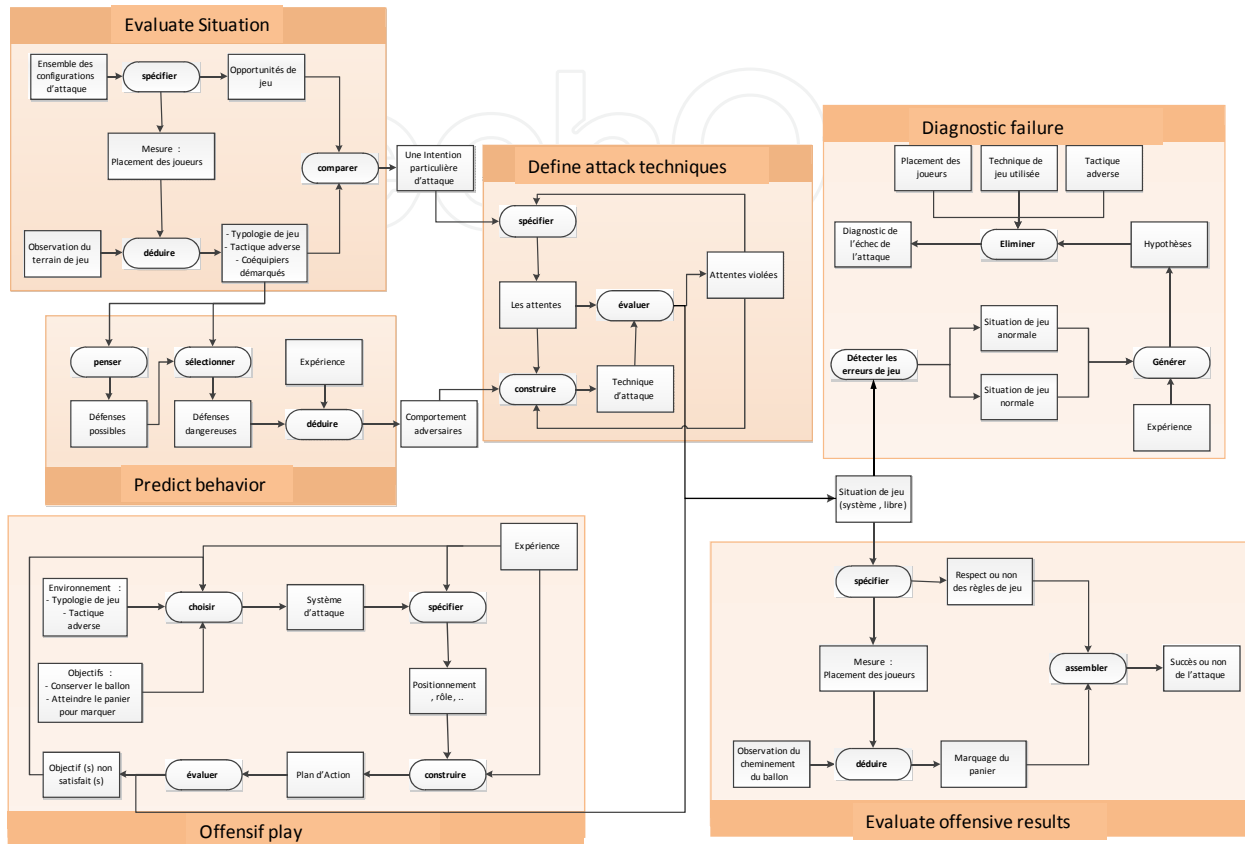 Evaluate Situation
Ensemble des
configurations
d'attaque
spécifier
Opportunités de
jeu
Mesure :
Placement des joueurs
comparer
Une Intention
particulière
d'attaque
Observation du
terrain de jeu
déduire
- Typologie de jeu
- Tactique adverse
- Coéquipiers
démarqués
Define attack techniques
spécifier
Les attentes
évaluer
Attentes violées
construire
Technique
d'attaque
Diagnostic failure
Placement des
joueurs
Technique de
jeu utilisée
Tactique
adverse
Diagnostic de
l'échec de
l'attaque
Eliminer
Hypothèses
Situation de jeu
anormale
Détecter les
erreurs de jeu
Générer
Situation de jeu
normale
Expérience
penser
sélectionner
Expérience
Défenses
possibles
Défenses
dangereuses
déduire
Comportement
adversaires
Predict behavior
Situation de jeu
(système , libre)
Expérience
Environnement :
- Typologie de jeu
- Tactique
adverse
choisir
Système
d'attaque
spécifier
Objectifs :
- Conserver le ballon
- Atteindre le panier
pour marquer
Positionnement
, rôle, ..
Objectif (s) non
satisfait (s)
évaluer
Plan d'Action
construire
Offensif play
spécifier
Respect ou non
des règles de jeu
Mesure :
Placement des joueurs
assembler
Succès ou non
de l'attaque
Observation du
cheminement
du ballon
déduire
Marquage du
panier
Evaluate offensive results